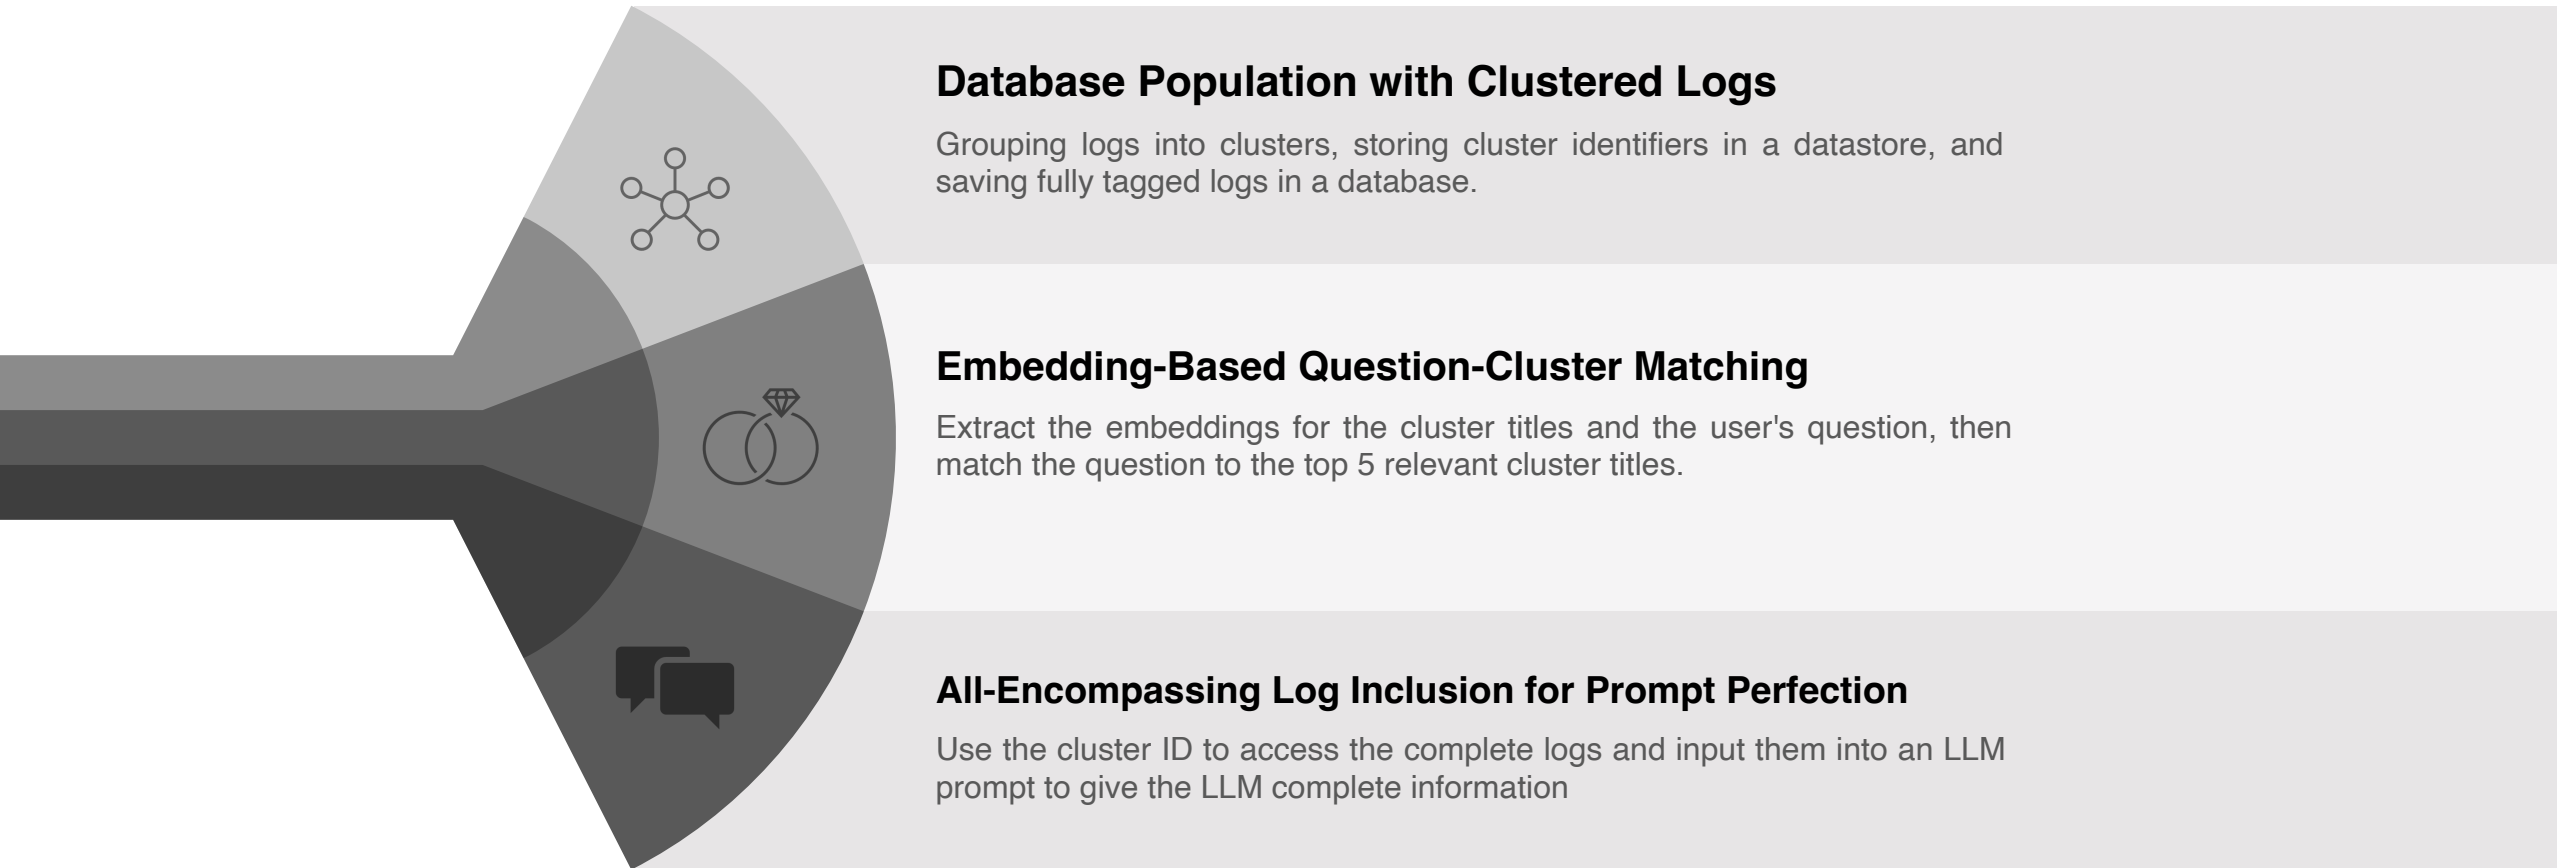 Database Population with Clustered Logs
Grouping logs into clusters, storing cluster identifiers in a datastore, and
saving fully tagged logs in a database.
Embedding-Based Question-Cluster Matching
Extract the embeddings for the cluster titles and the user's question, then
match the question to the top 5 relevant cluster titles.
All-Encompassing Log Inclusion for Prompt Perfection
Use the cluster ID to access the complete logs and input them into an LLM
prompt to give the LLM complete information